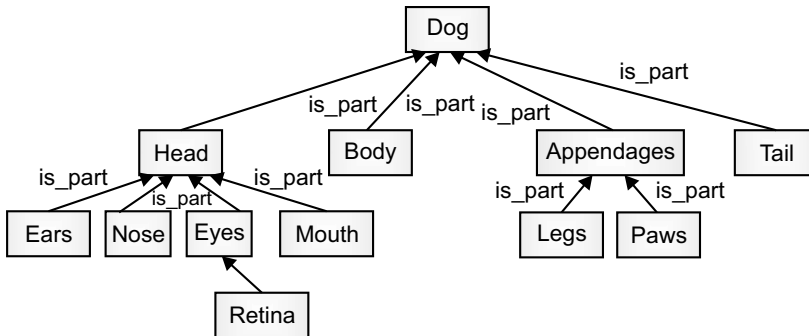 Dog
is_part
is_part
is_part
is_part
Head
Body
Appendages
Tail
is_part
is_part
is_part
is_part
is_part
Ears
Nose
Eyes
Mouth
Legs
Paws
Retina